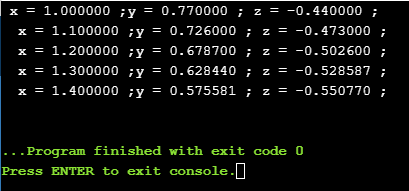 x = 1.000000 ;y = 0.770000 ; z = -0.440000 ;
x = 1.100000 ;y = 0.726000 ; z = -0.473000 ;
x = 1.200000 ;y = 0.678700 ; z = -0.502600 ;
x = 1.300000 ;y = 0.628440 ; z = -0.528587 ;
x = 1.400000 ;y = 0.575581 ; z = -0.550770 ;
...Program finished with exit code 0
Press ENTER to exit console.